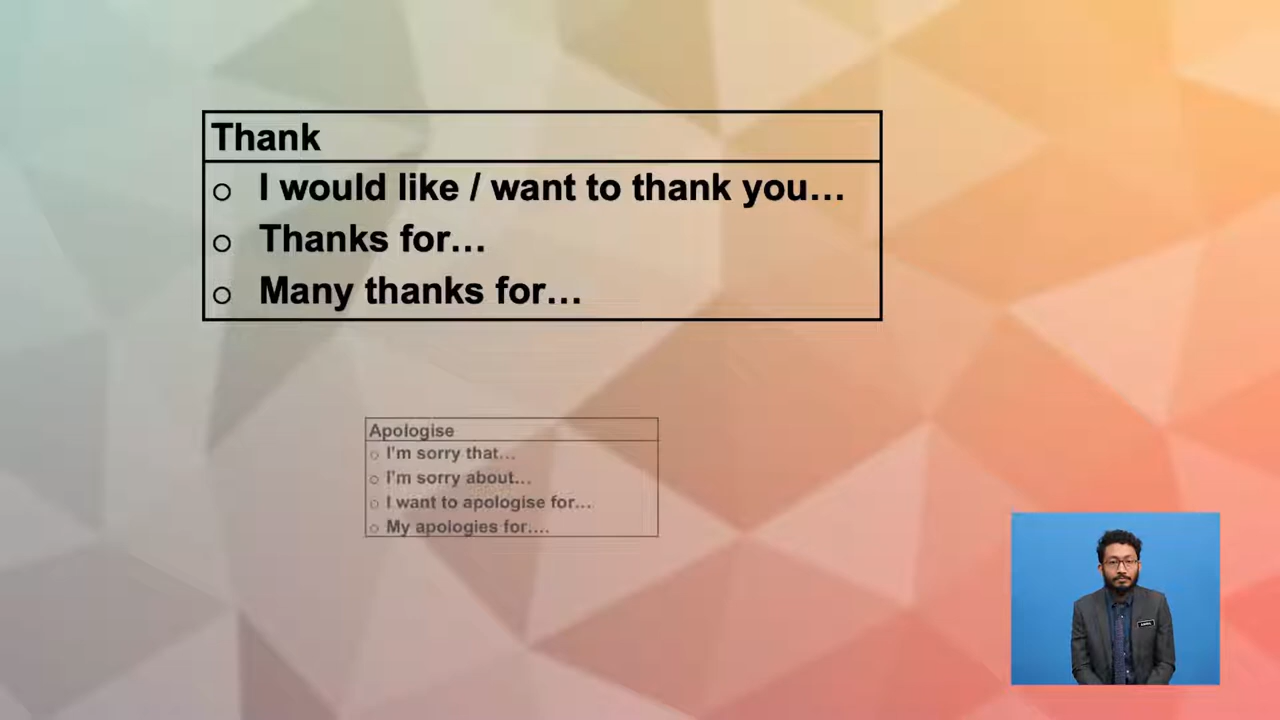 Thank
○ I would like / want to thank you…
○ Thanks for…
○ Many thanks for…
Apologise
○ I'm sorry that…
○ I'm sorry about…
○ I want to apologise for…
○ My apologies for….